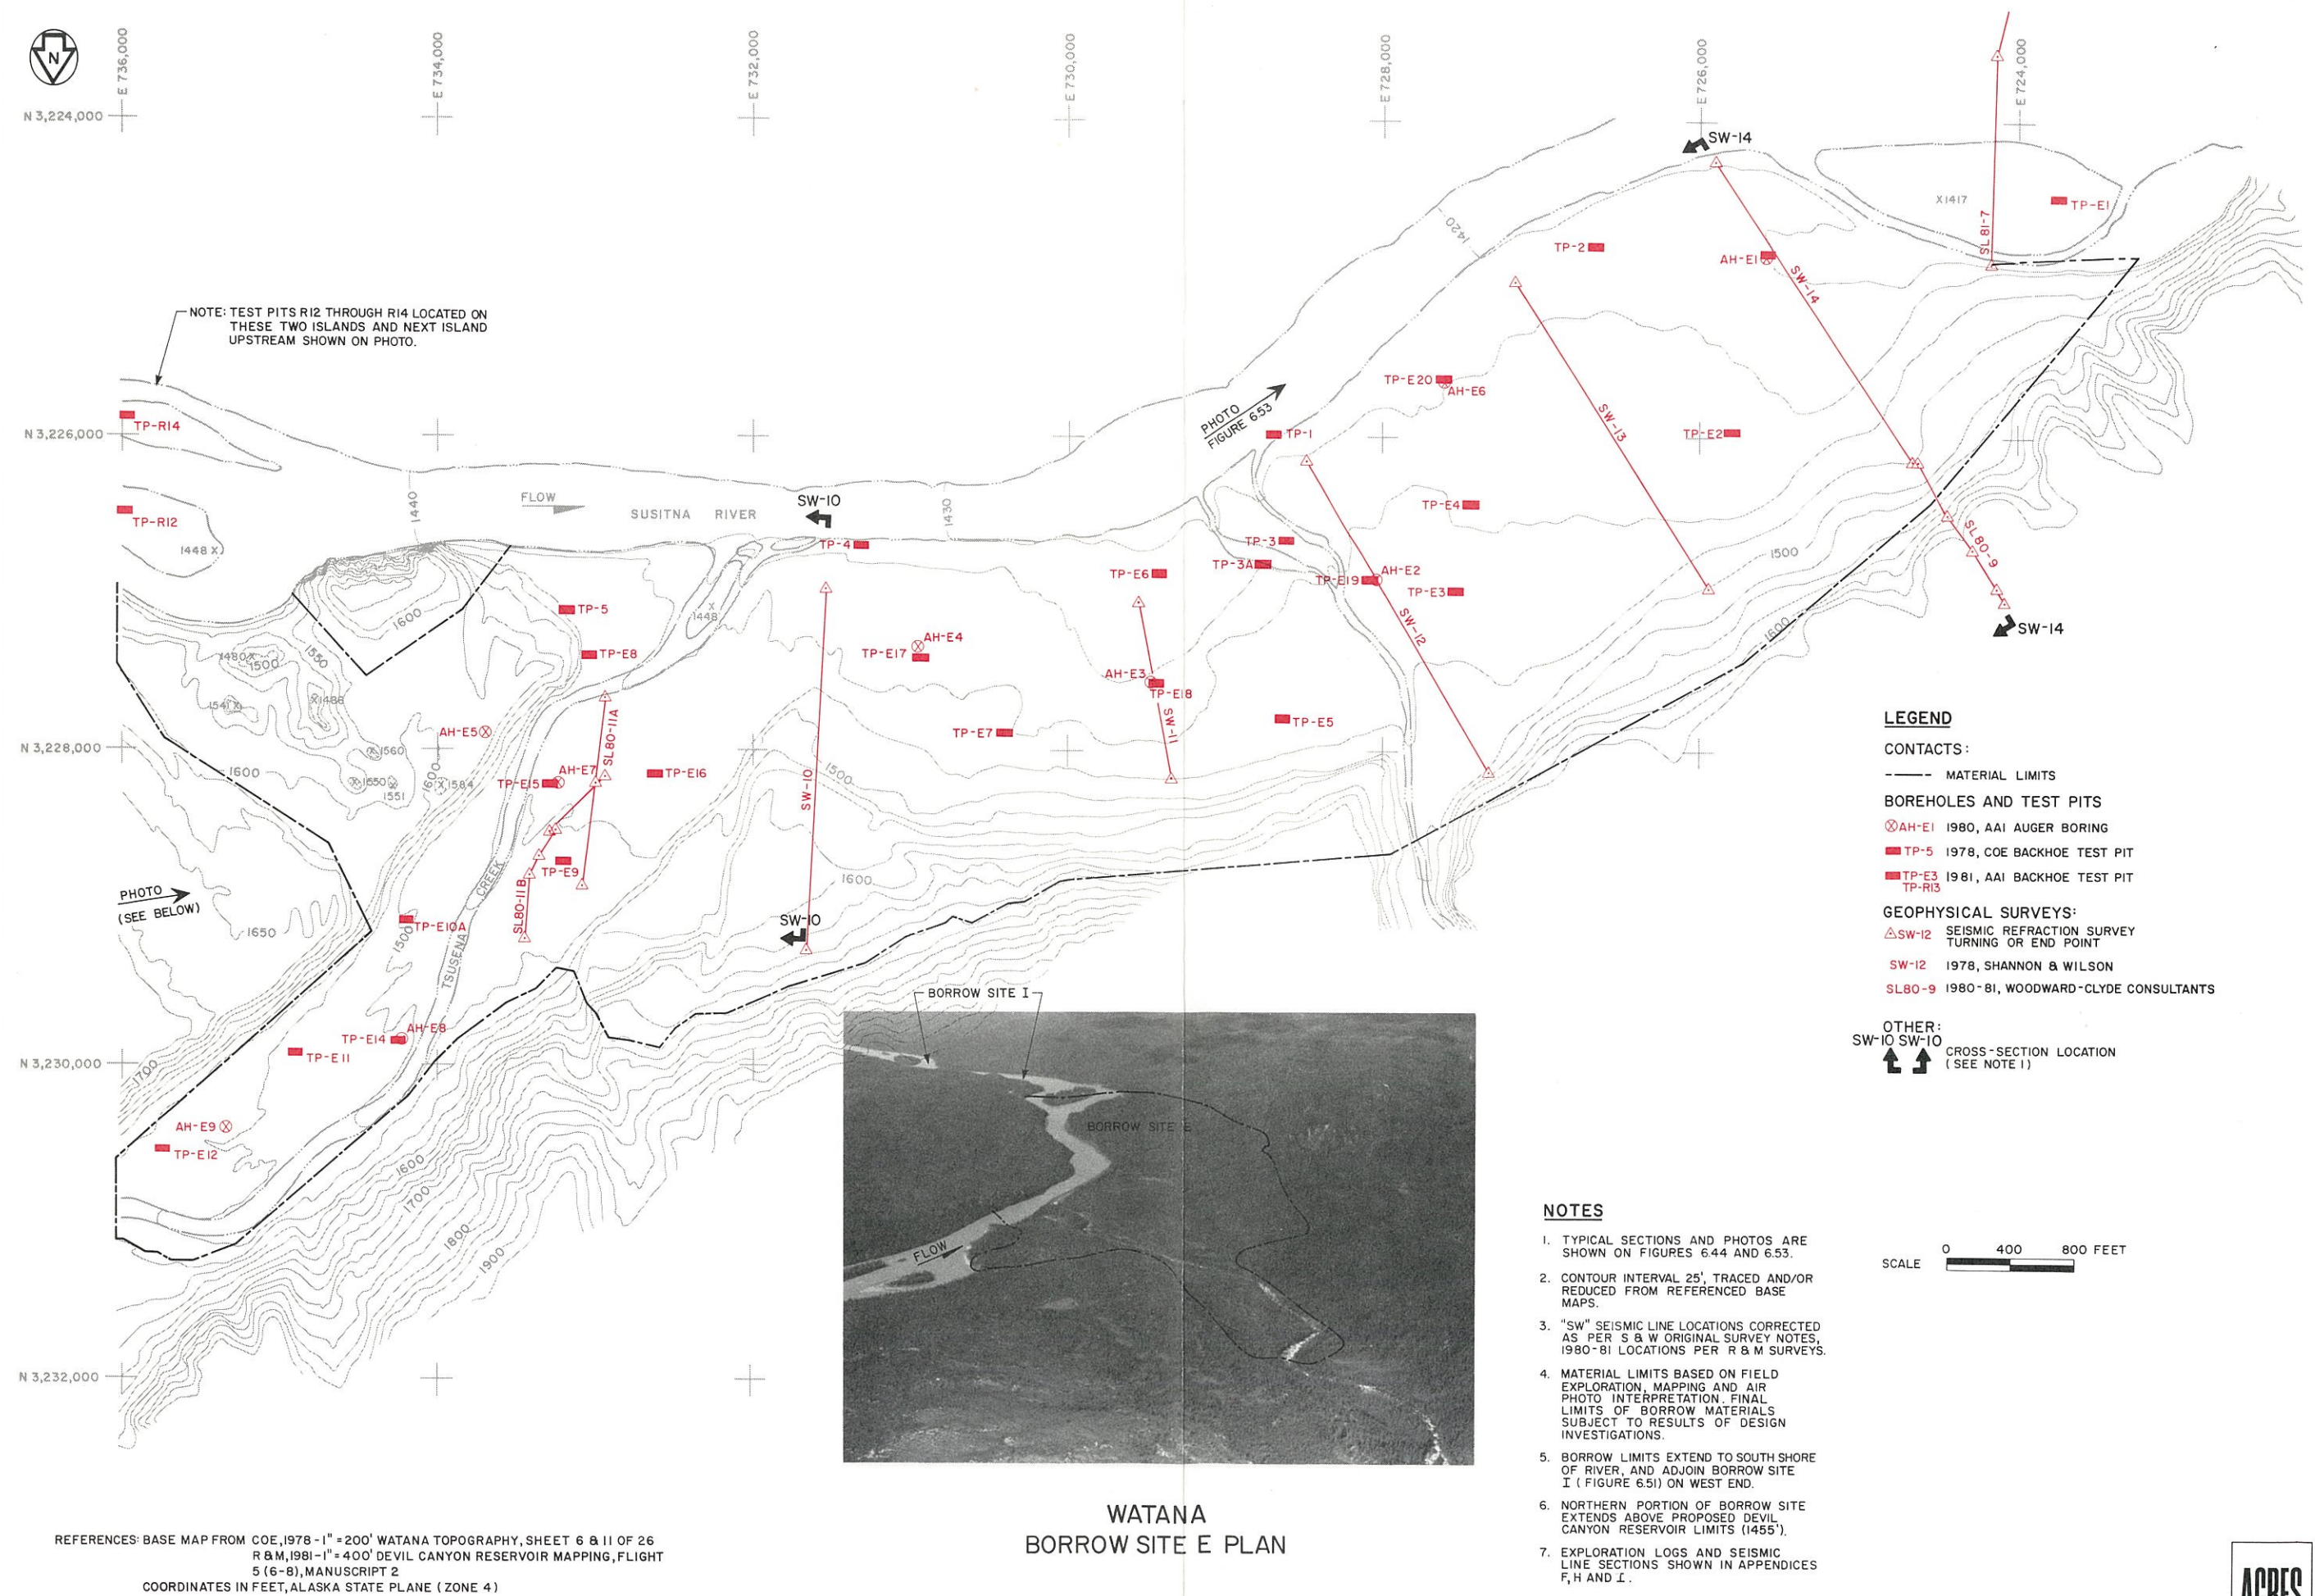 N
E 736,000
E 734,000
E 732,000
E 730,000
E 728,000
E 726,000
E 724,000
N 3,224,000
SW-14
X1417
TP-E1
SL 81-7
1420
TP-2
AH-E1
SW-14
NOTE: TEST PITS R12 THROUGH R14 LOCATED ON
THESE TWO ISLANDS AND NEXT ISLAND
UPSTREAM SHOWN ON PHOTO.
TP-E20
AH-E6
PHOTO
FIGURE 6.53
TP-R14
N 3,226,000
TP-1
SW-13
TP-E2
1440
FLOW
SUSITNA RIVER
SW-10
1430
TP-E4
TP-R12
1448 X
TP-4
TP-3
TP-3A
TP-E6
TP-E19
AH-E2
TP-E3
SL80-9
1500
SW-14
1600
1600
TP-5
X
1448
SW-12
1480X
1500
1550
TP-E8
AH-E4
TP-E17
AH-E3
TP-E18
1541X
X1488
SL80-11A
SW-11
TP-E5
TP-E7
AH-E5
N 3,228,000
1560
1600
X1550
1551
1600
X1584
AH-E7
TP-E15
TP-E16
SW-10
1500
CREEK
TP-E9
1600
PHOTO
(SEE BELOW)
SL80-11B
1650
TP-E10A
1500
TSUSENA
SW-10
BORROW SITE I
AH-E8
TP-E14
TP-E11
N 3,230,000
1700
AH-E9
TP-E12
BORROW SITE E
1600
1700
1800
1900
FLOW
N 3,232,000
LEGEND
CONTACTS:
MATERIAL LIMITS
BOREHOLES AND TEST PITS
AH-E1 1980, AAI AUGER BORING
TP-5 1978, COE BACKHOE TEST PIT
TP-E3 1981, AAI BACKHOE TEST PIT
TP-R13
GEOPHYSICAL SURVEYS:
SW-12 SEISMIC REFRACTION SURVEY
TURNING OR END POINT
SW-12 1978, SHANNON & WILSON
SL80-9 1980-81, WOODWARD-CLYDE CONSULTANTS
OTHER:
SW-10 SW-10
CROSS-SECTION LOCATION
(SEE NOTE 1)
NOTES
1. TYPICAL SECTIONS AND PHOTOS ARE
SHOWN ON FIGURES 6.44 AND 6.53.
2. CONTOUR INTERVAL 25', TRACED AND/OR
REDUCED FROM REFERENCED BASE
MAPS.
3. "SW" SEISMIC LINE LOCATIONS CORRECTED
AS PER S & W ORIGINAL SURVEY NOTES,
1980-81 LOCATIONS PER R & M SURVEYS.
4. MATERIAL LIMITS BASED ON FIELD
EXPLORATION, MAPPING AND AIR
PHOTO INTERPRETATION. FINAL
LIMITS OF BORROW MATERIALS
SUBJECT TO RESULTS OF DESIGN
INVESTIGATIONS.
5. BORROW LIMITS EXTEND TO SOUTH SHORE
OF RIVER, AND ADJOIN BORROW SITE
I (FIGURE 6.51) ON WEST END.
6. NORTHERN PORTION OF BORROW SITE
EXTENDS ABOVE PROPOSED DEVIL
CANYON RESERVOIR LIMITS (1455').
7. EXPLORATION LOGS AND SEISMIC
LINE SECTIONS SHOWN IN APPENDICES
F, H AND I.
SCALE
0 400 800 FEET
WATANA
BORROW SITE E PLAN
REFERENCES: BASE MAP FROM COE, 1978 - 1" = 200' WATANA TOPOGRAPHY, SHEET 6 & 11 OF 26
R & M, 1981 - 1" = 400' DEVIL CANYON RESERVOIR MAPPING, FLIGHT
5 (6-8), MANUSCRIPT 2
COORDINATES IN FEET, ALASKA STATE PLANE (ZONE 4)
ACRES